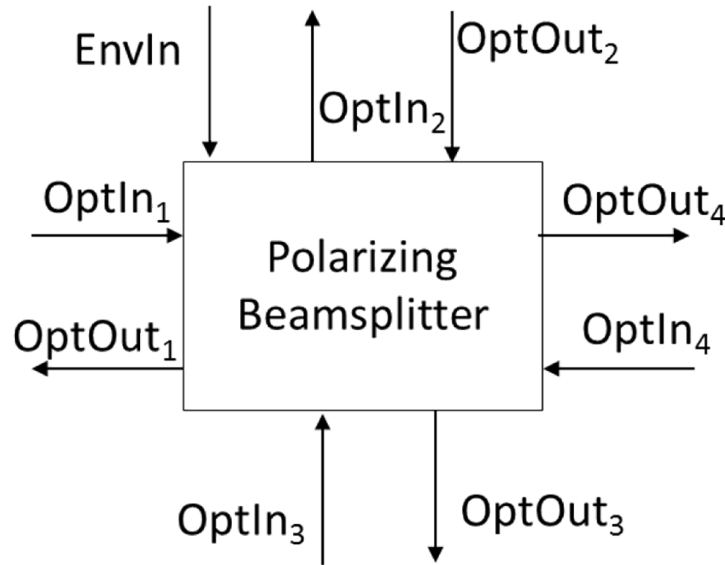 EnvIn
OptOut₂
OptIn₂
OptIn₁
OptOut₄
Polarizing
Beamsplitter
OptOut₁
OptIn₄
OptIn₃
OptOut₃